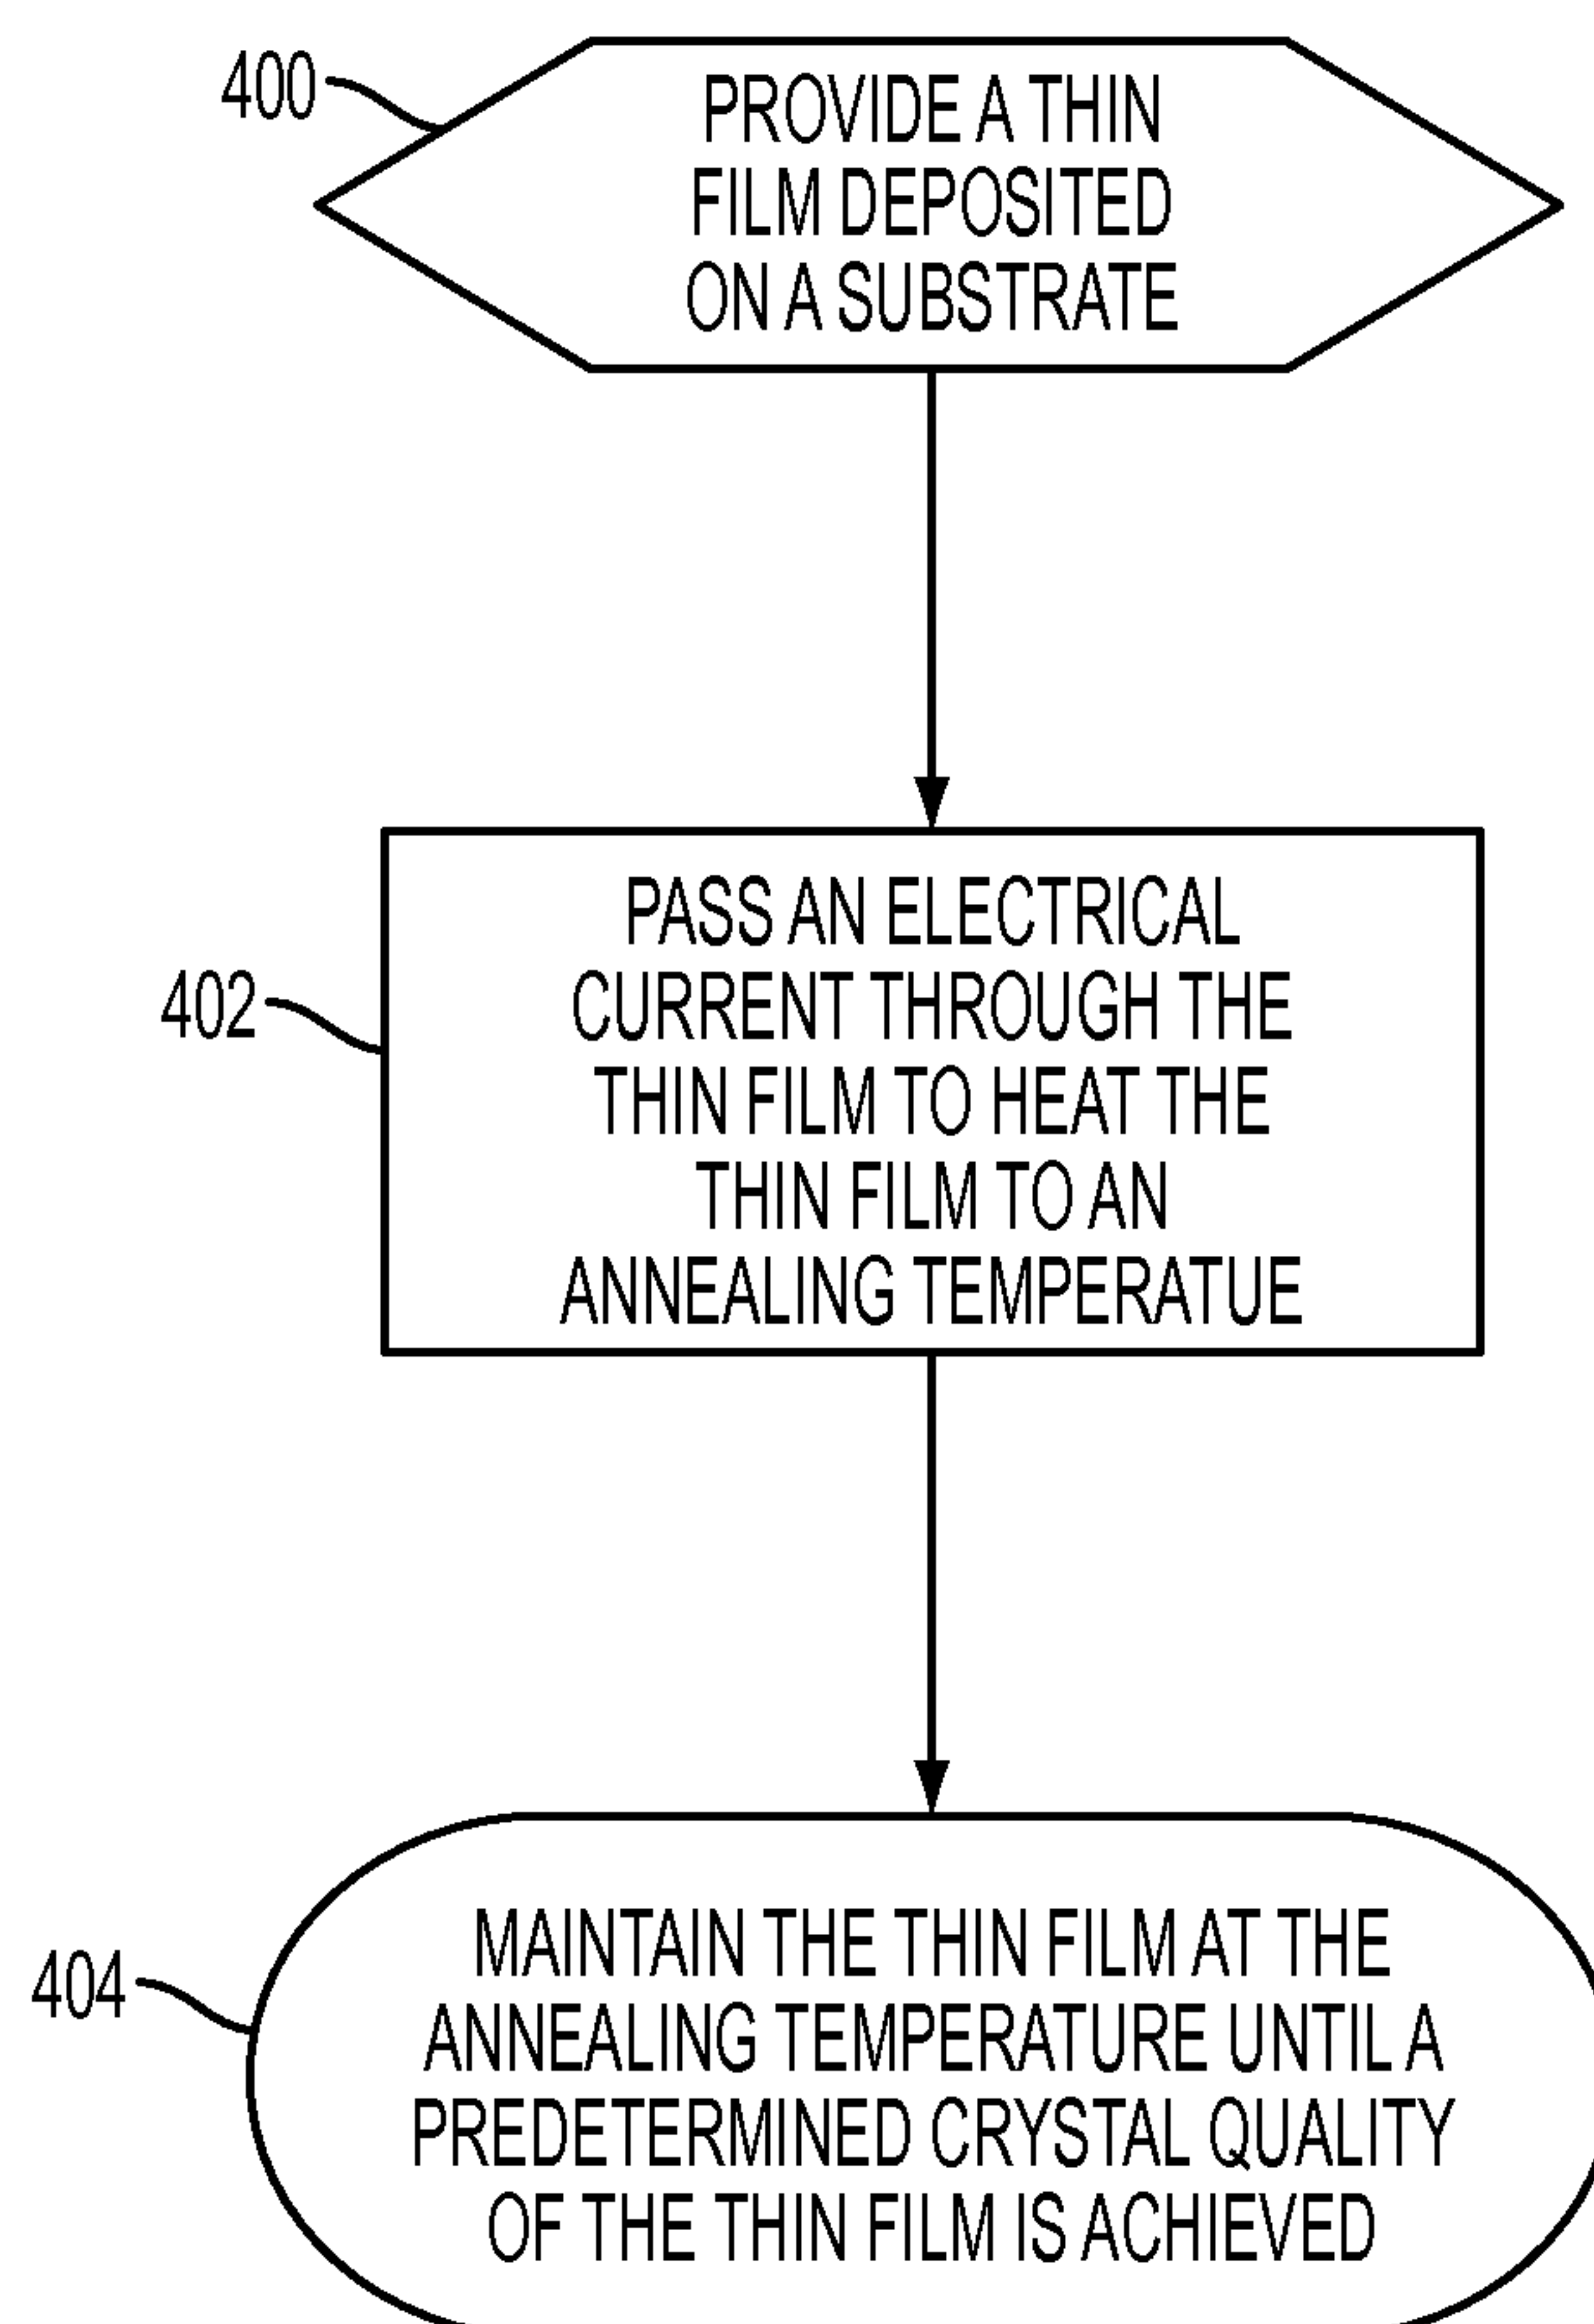 400
PROVIDE A THIN
FILM DEPOSITED
ON A SUBSTRATE
PASS AN ELECTRICAL
402
CURRENT THROUGH THE
THIN FILM TO HEAT THE
THIN FILM TO AN
ANNEALING TEMPERATUE
404
MAINTAIN THE THIN FILM AT THE
ANNEALING TEMPERATURE UNTIL A
PREDETERMINED CRYSTAL QUALITY
OF THE THIN FILM IS ACHIEVED